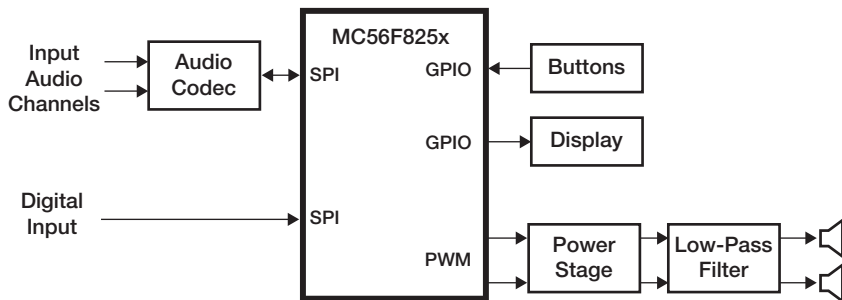 MC56F825x
Input
Audio
Channels
Audio
Codec
SPI
GPIO
Buttons
GPIO
Display
Digital
Input
SPI
PWM
Power
Stage
Low-Pass
Filter